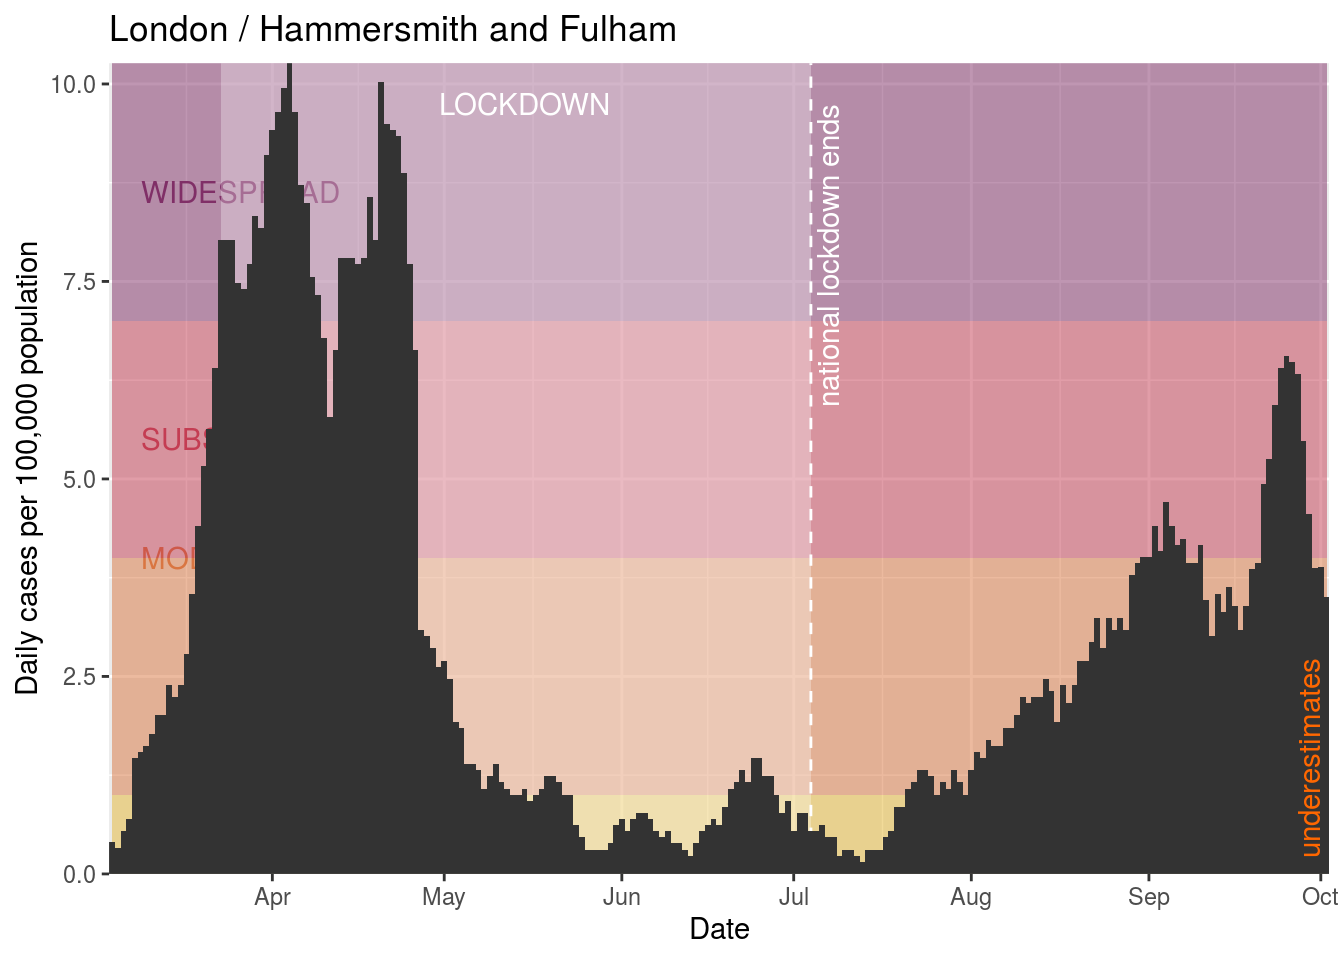 London / Hammersmith and Fulham
Daily cases per 100,000 population
10.0
7.5
5.0
2.5
0.0
LOCKDOWN
national lockdown ends
underestimates
Apr
May
Jun
Jul
Aug
Sep
Oct
Date